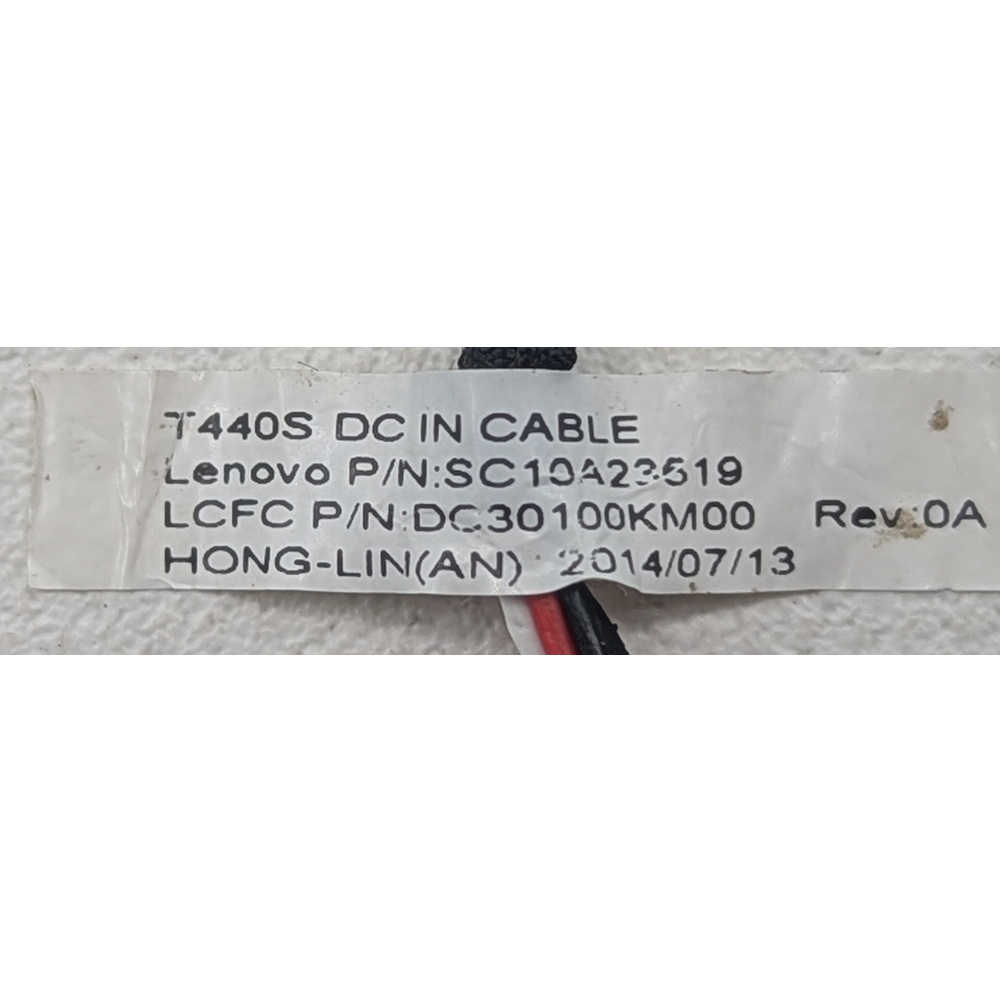 T440S DC IN CABLE
Lenovo P/N:SC10A23519
LCFC P/N:DC30100KM00 Rev:0A
HONG-LIN(AN) 2014/07/13